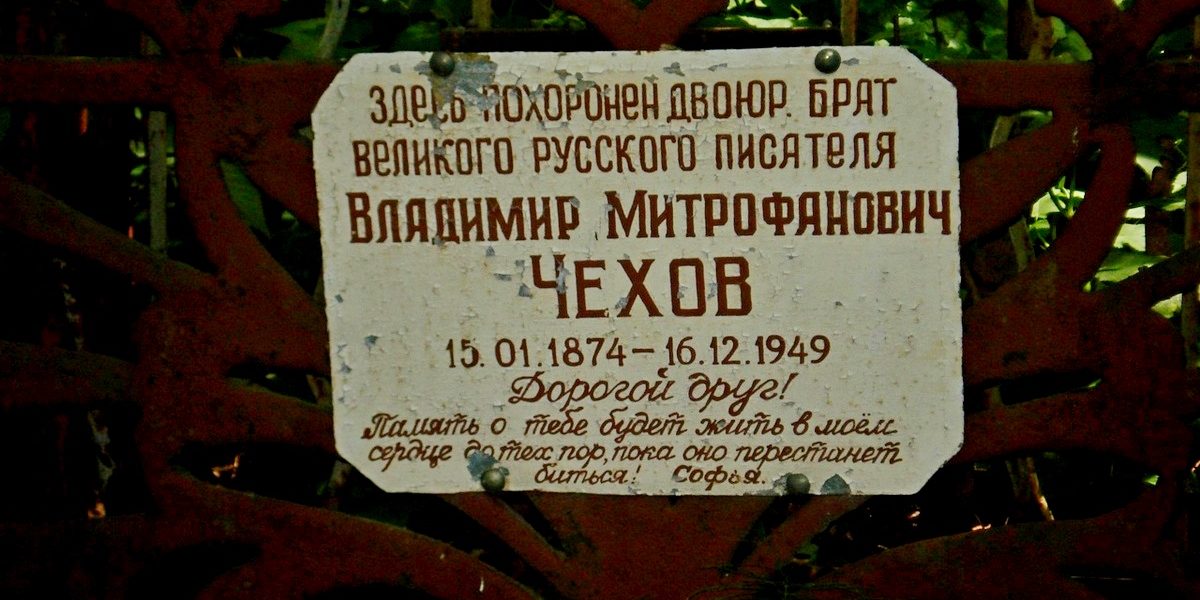 Здесь похоронен двоюр. брат
великого русского писателя
Владимир Митрофанович
Чехов
15.01.1874 – 16.12.1949
Дорогой друг!
Память о тебе будет жить в моём
сердце до тех пор, пока оно перестанет
биться! Софья.